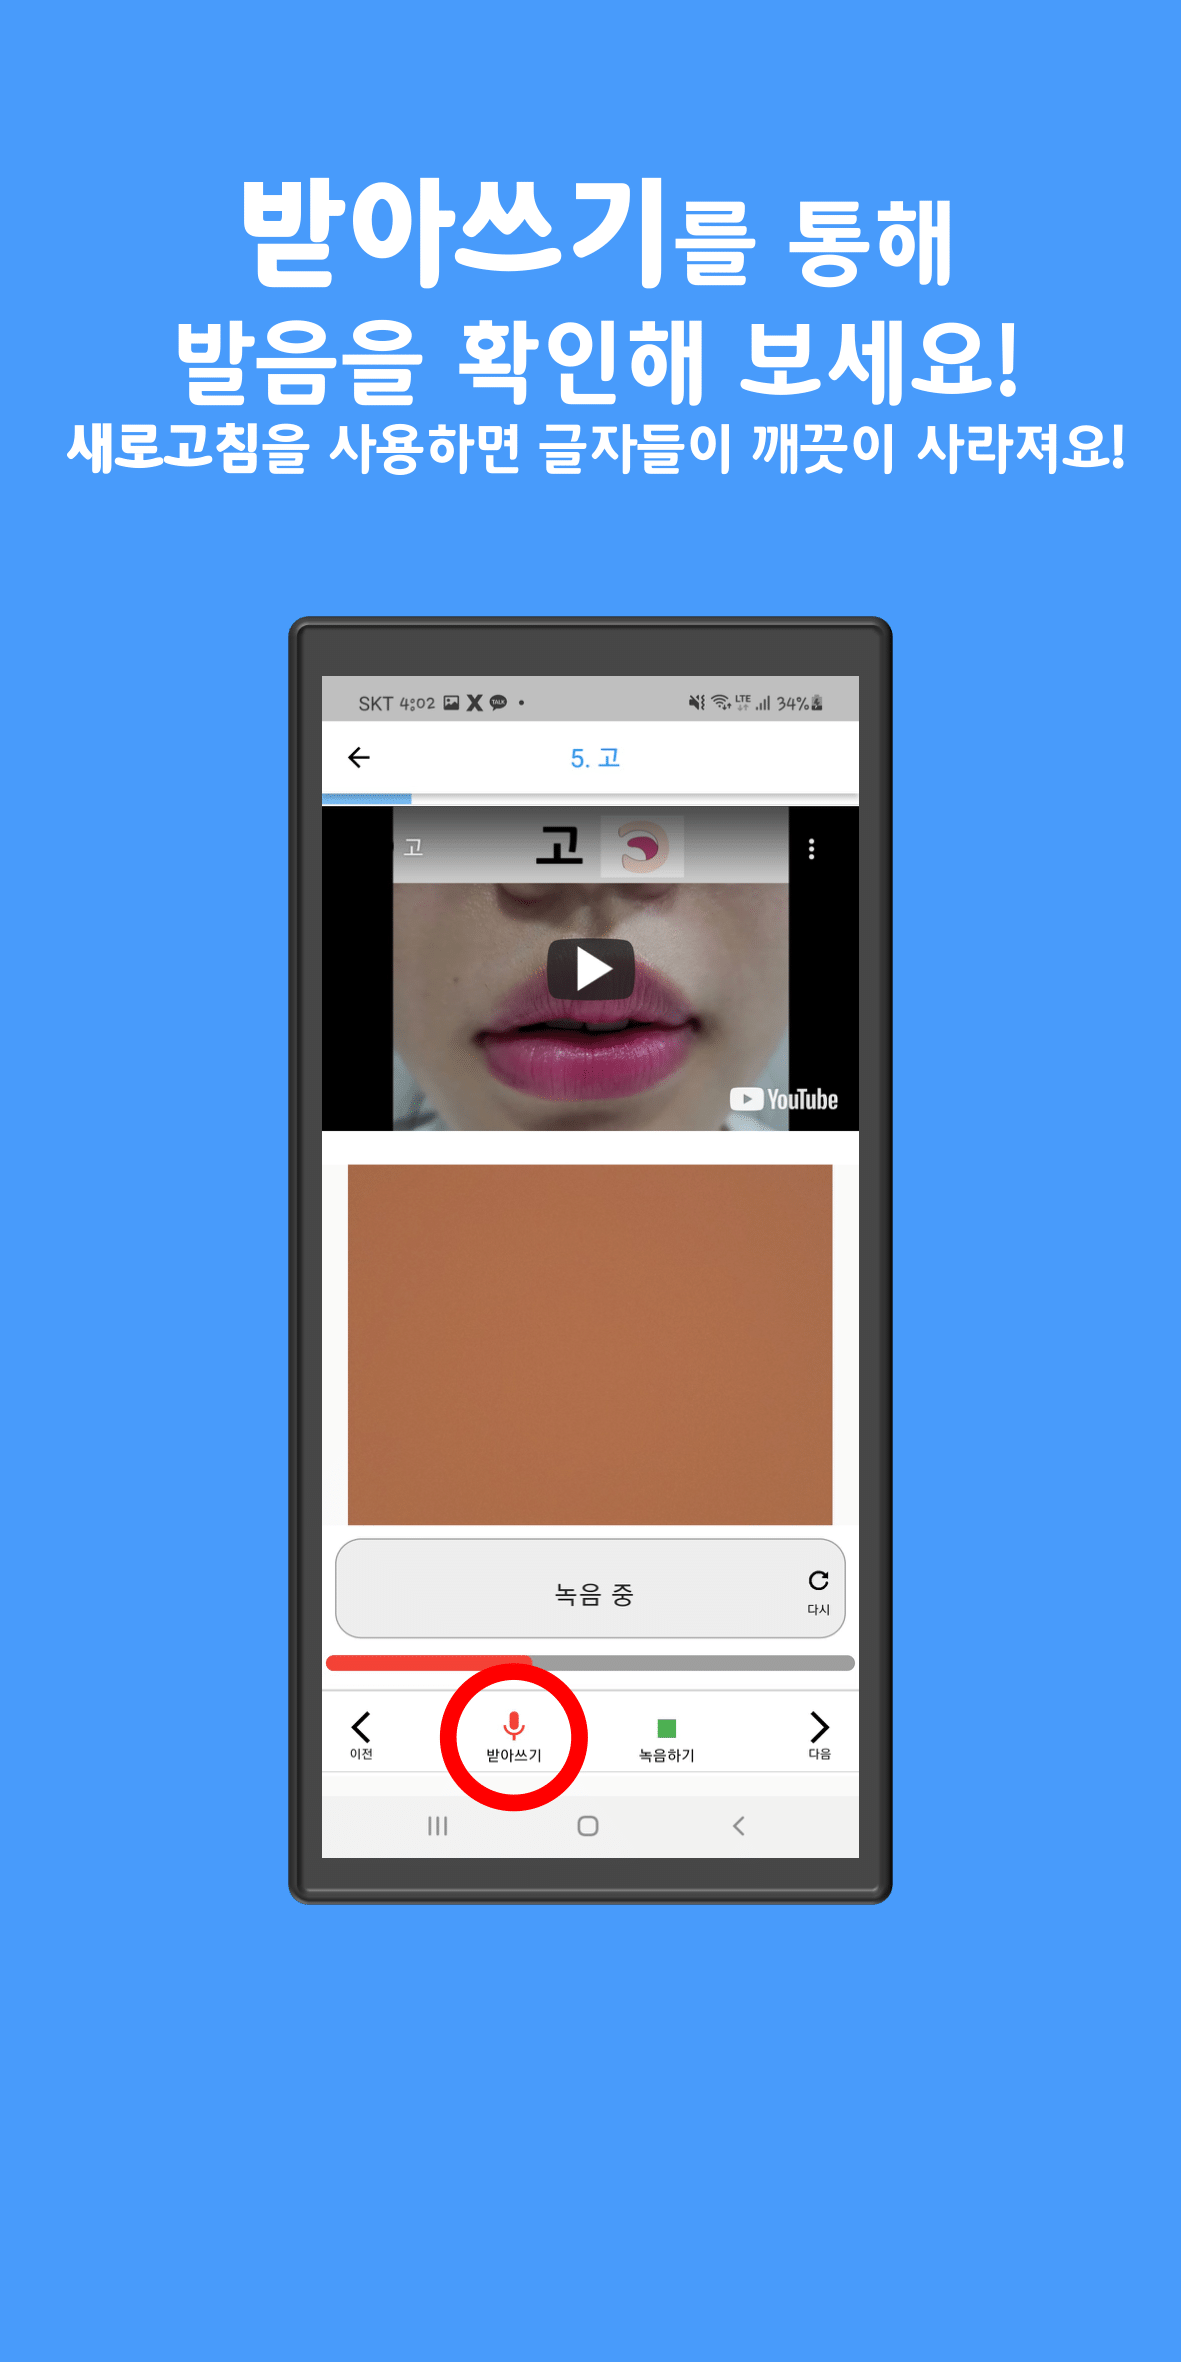 받아쓰기를 통해
발음을 확인해 보세요!
새로고침을 사용하면 글자들이 깨끗이 사라져요!
SKT 4:02 TALK LTE 34%
5. 고
고 고
YouTube
녹음 중
다시
이전 받아쓰기 녹음하기 다음